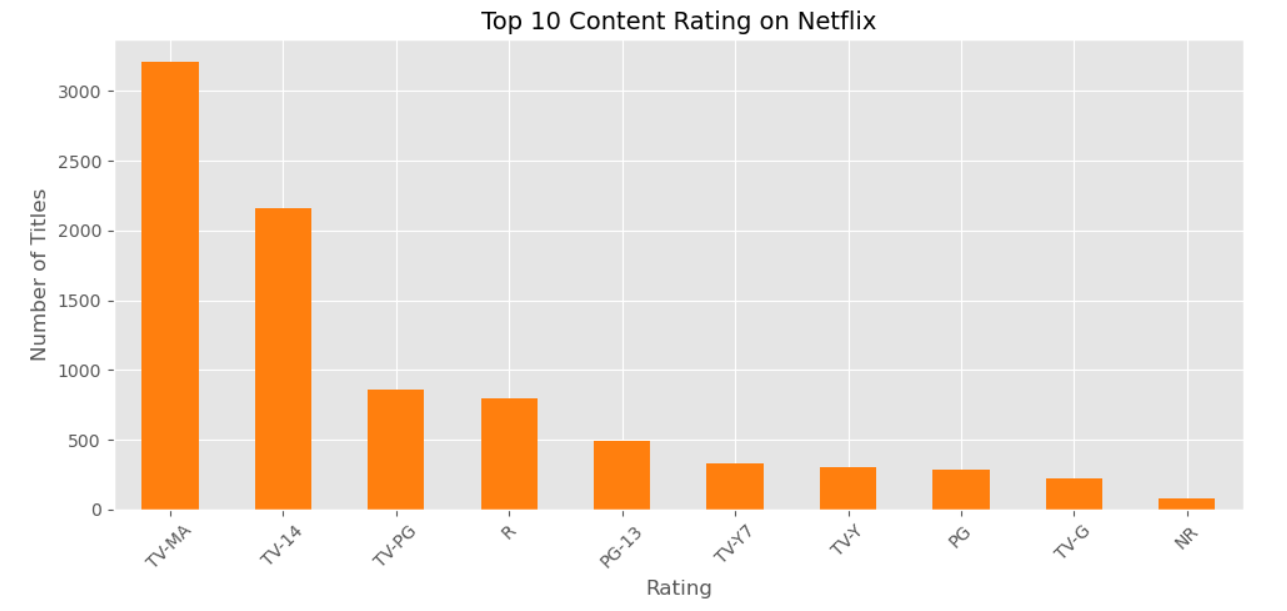 Top 10 Content Rating on Netflix
Number of Titles
3000
2500
2000
1500
1000
500
0
TV-MA
TV-14
TV-PG
R
PG-13
TV-Y7
TV-Y
PG
TV-G
NR
Rating